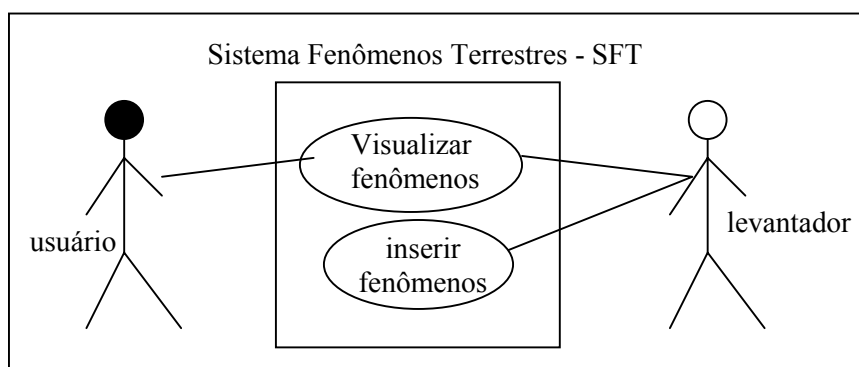 Sistema Fenômenos Terrestres - SFT
Visualizar
fenômenos
usuário
levantador
inserir
fenômenos